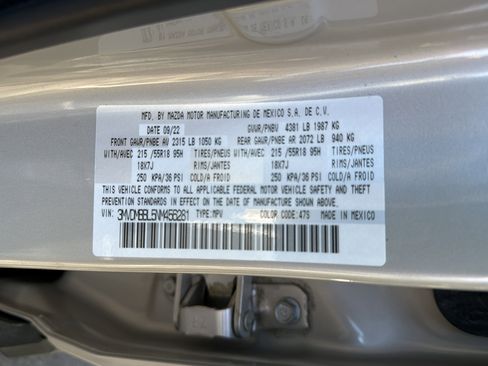 MFD. BY MAZDA MOTOR MANUFACTURING DE MEXICO S.A. DE C.V.
DATE 09/22 GVWR/PNBV 4381 LB 1987 KG
FRONT GAWR/PNBE AV 2315 LB 1050 KG REAR GAWR/PNBE AR 2072 LB 940 KG
WITH/AVEC 215/55R18 95H TIRES/PNEUS WITH/AVEC 215/55R18 95H TIRES/PNEUS
18X7J RIMS/JANTES 18X7J RIMS/JANTES
250 KPA/36 PSI COLD/A FROID 250 KPA/36 PSI COLD/A FROID
THIS VEHICLE CONFORMS TO ALL APPLICABLE FEDERAL MOTOR VEHICLE SAFETY, BUMPER, AND THEFT
PREVENTION STANDARDS IN EFFECT ON THE DATE OF MANUFACTURE SHOWN ABOVE.
VIN: 3MVDMBBL5NM456281 TYPE:MPV COLOR CODE:47S MADE IN MEXICO